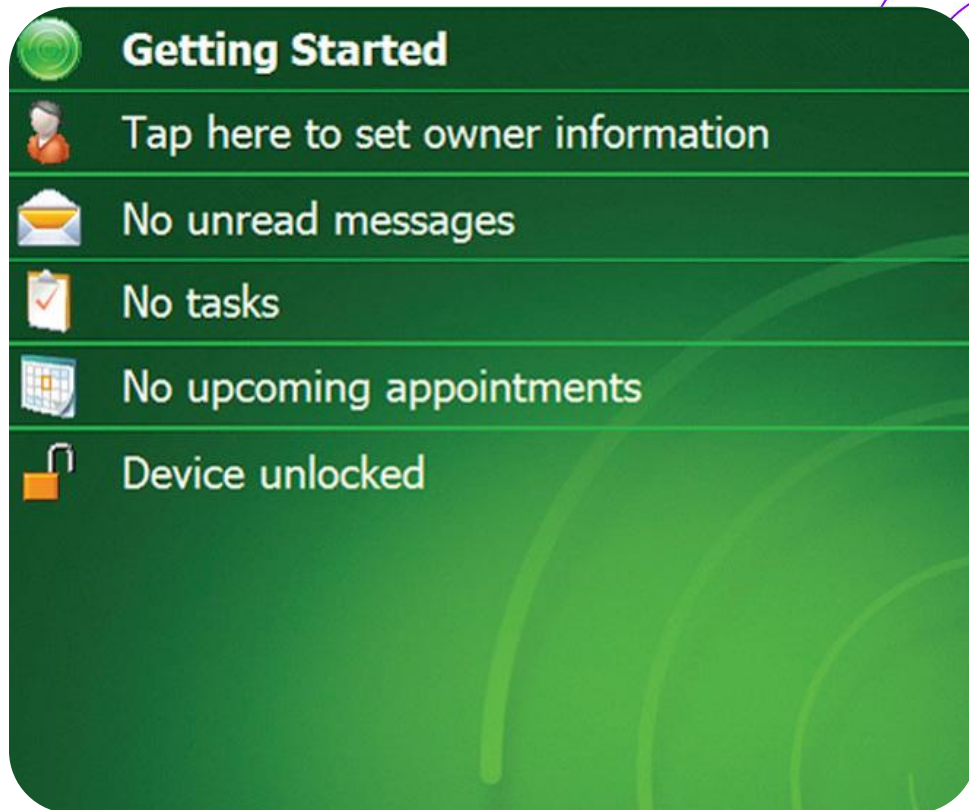 Getting Started
Tap here to set owner information
No unread messages
No tasks
No upcoming appointments
Device unlocked